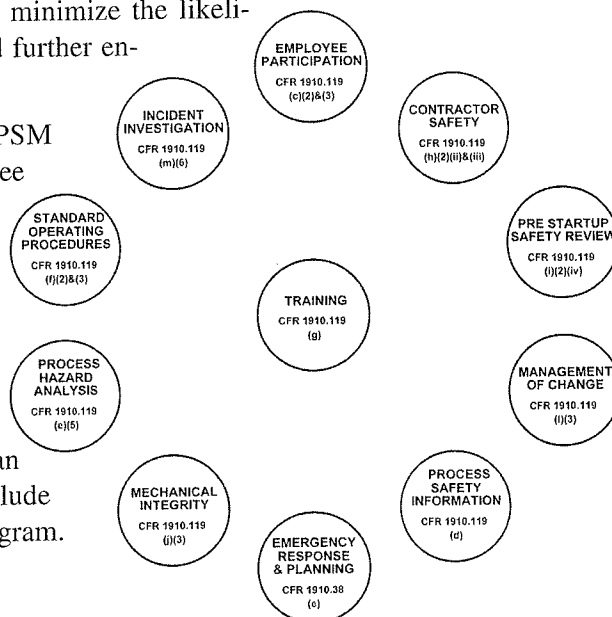 minimize the likeli-
further en-
PSM
lude
gram.
EMPLOYEE
PARTICIPATION
CFR 1910.119
(c)(2)&(3)
CONTRACTOR
SAFETY
CFR 1910.119
(h)(2)(ii)&(iii)
PRE STARTUP
SAFETY REVIEW
CFR 1910.119
(i)(2)(iv)
MANAGEMENT
OF CHANGE
CFR 1910.119
(l)(3)
PROCESS
SAFETY
INFORMATION
CFR 1910.119
(d)
EMERGENCY
RESPONSE
& PLANNING
CFR 1910.38
MECHANICAL
INTEGRITY
CFR 1910.119
(j)(3)
PROCESS
HAZARD
ANALYSIS
CFR 1910.119
(e)(5)
STANDARD
OPERATING
PROCEDURES
CFR 1910.119
(f)(2)&(3)
INCIDENT
INVESTIGATION
CFR 1910.119
(m)(6)
TRAINING
CFR 1910.119
(g)